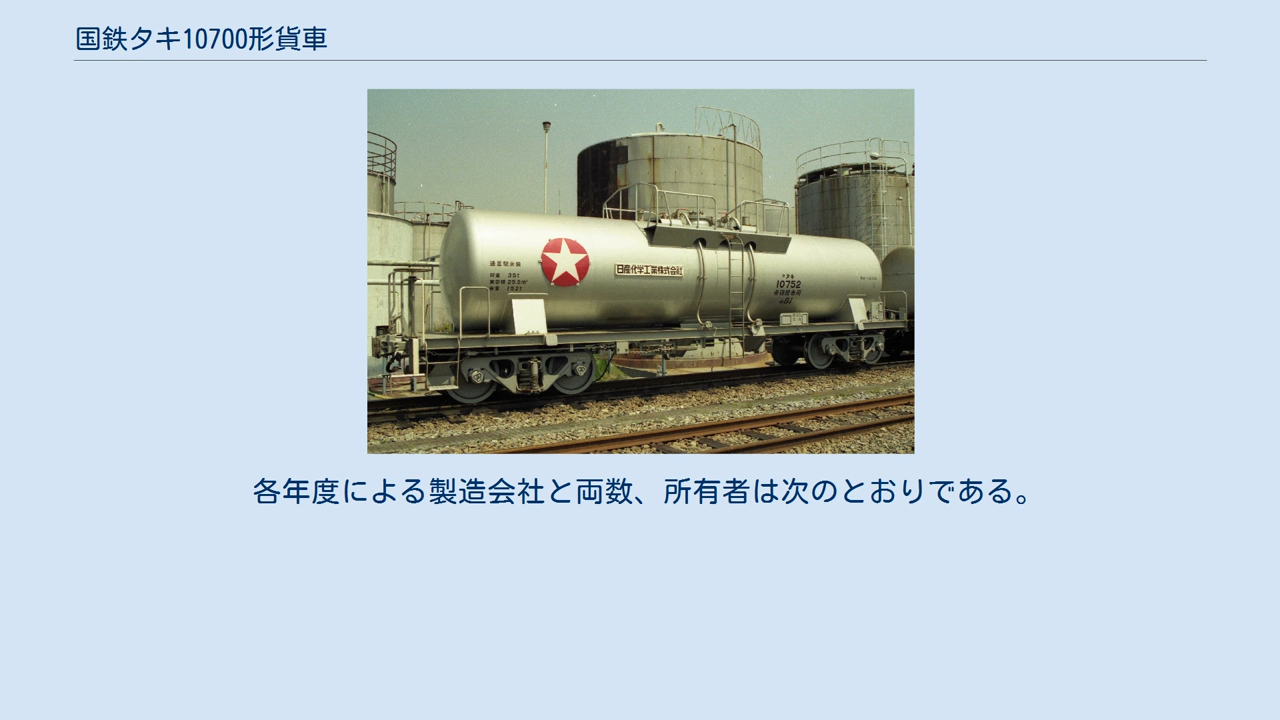 国鉄タキ10700形貨車
日産化学工業株式会社
10752
各年度による製造会社と両数、所有者は次のとおりである。